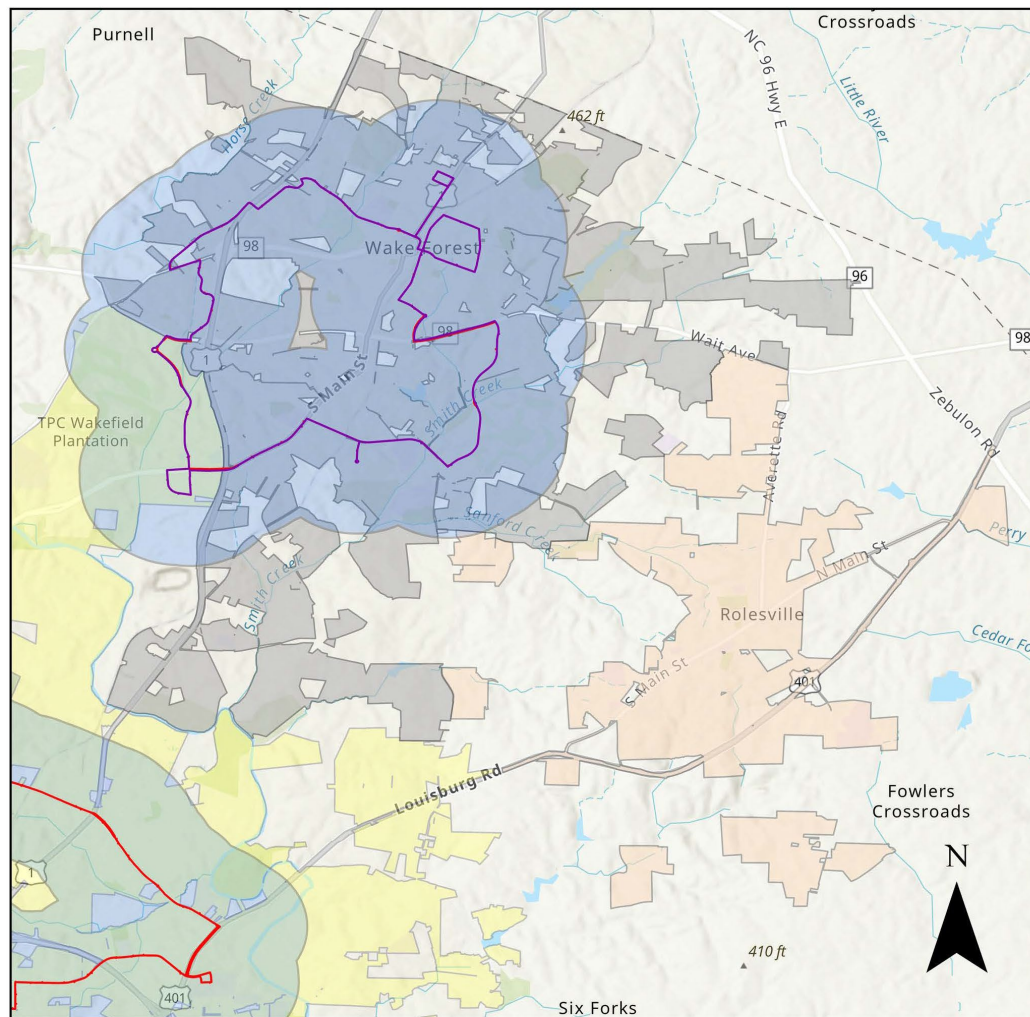 Purnell
Crossroads
NC 96 Hwy E
Little River
462 ft
Horse Creek
1
98
Wake Forest
96
98
98
Wait Ave
1
S Main St
Smith Creek
TPC Wakefield
Plantation
Zebulon Rd
Averette Rd
Sanford Creek
Perry
N Main St
Smith Creek
Rolesville
Cedar Fo
S Main St
401
Louisburg Rd
Fowlers
Crossroads
N
1
410 ft
401
Six Forks